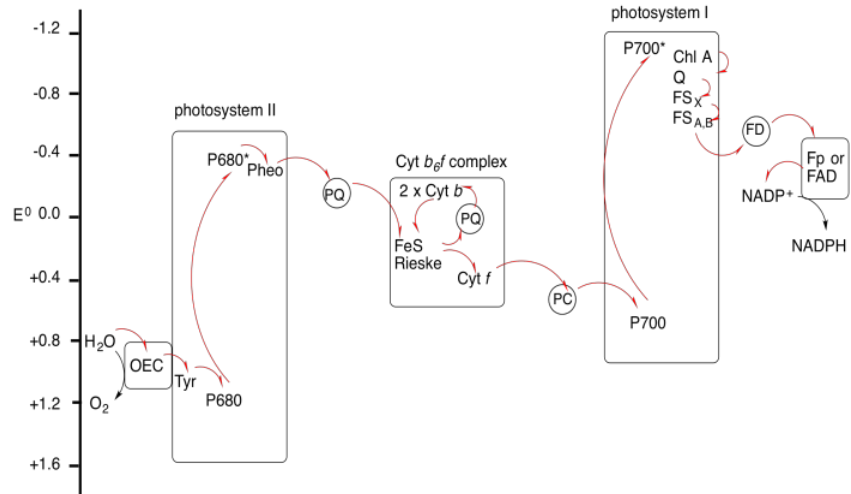 photosystem I
-1.2
P700*
Chl A
Q
FSX
FSA,B
-0.8
photosystem II
FD
-0.4
P680*
Pheo
Cyt b6f complex
Fp or
FAD
2 x Cyt b
PQ
NADP+
E0 0.0
PQ
FeS
Rieske
NADPH
+0.4
Cyt f
PC
P700
+0.8
H2O
OEC
Tyr
P680
O2
+1.2
+1.6